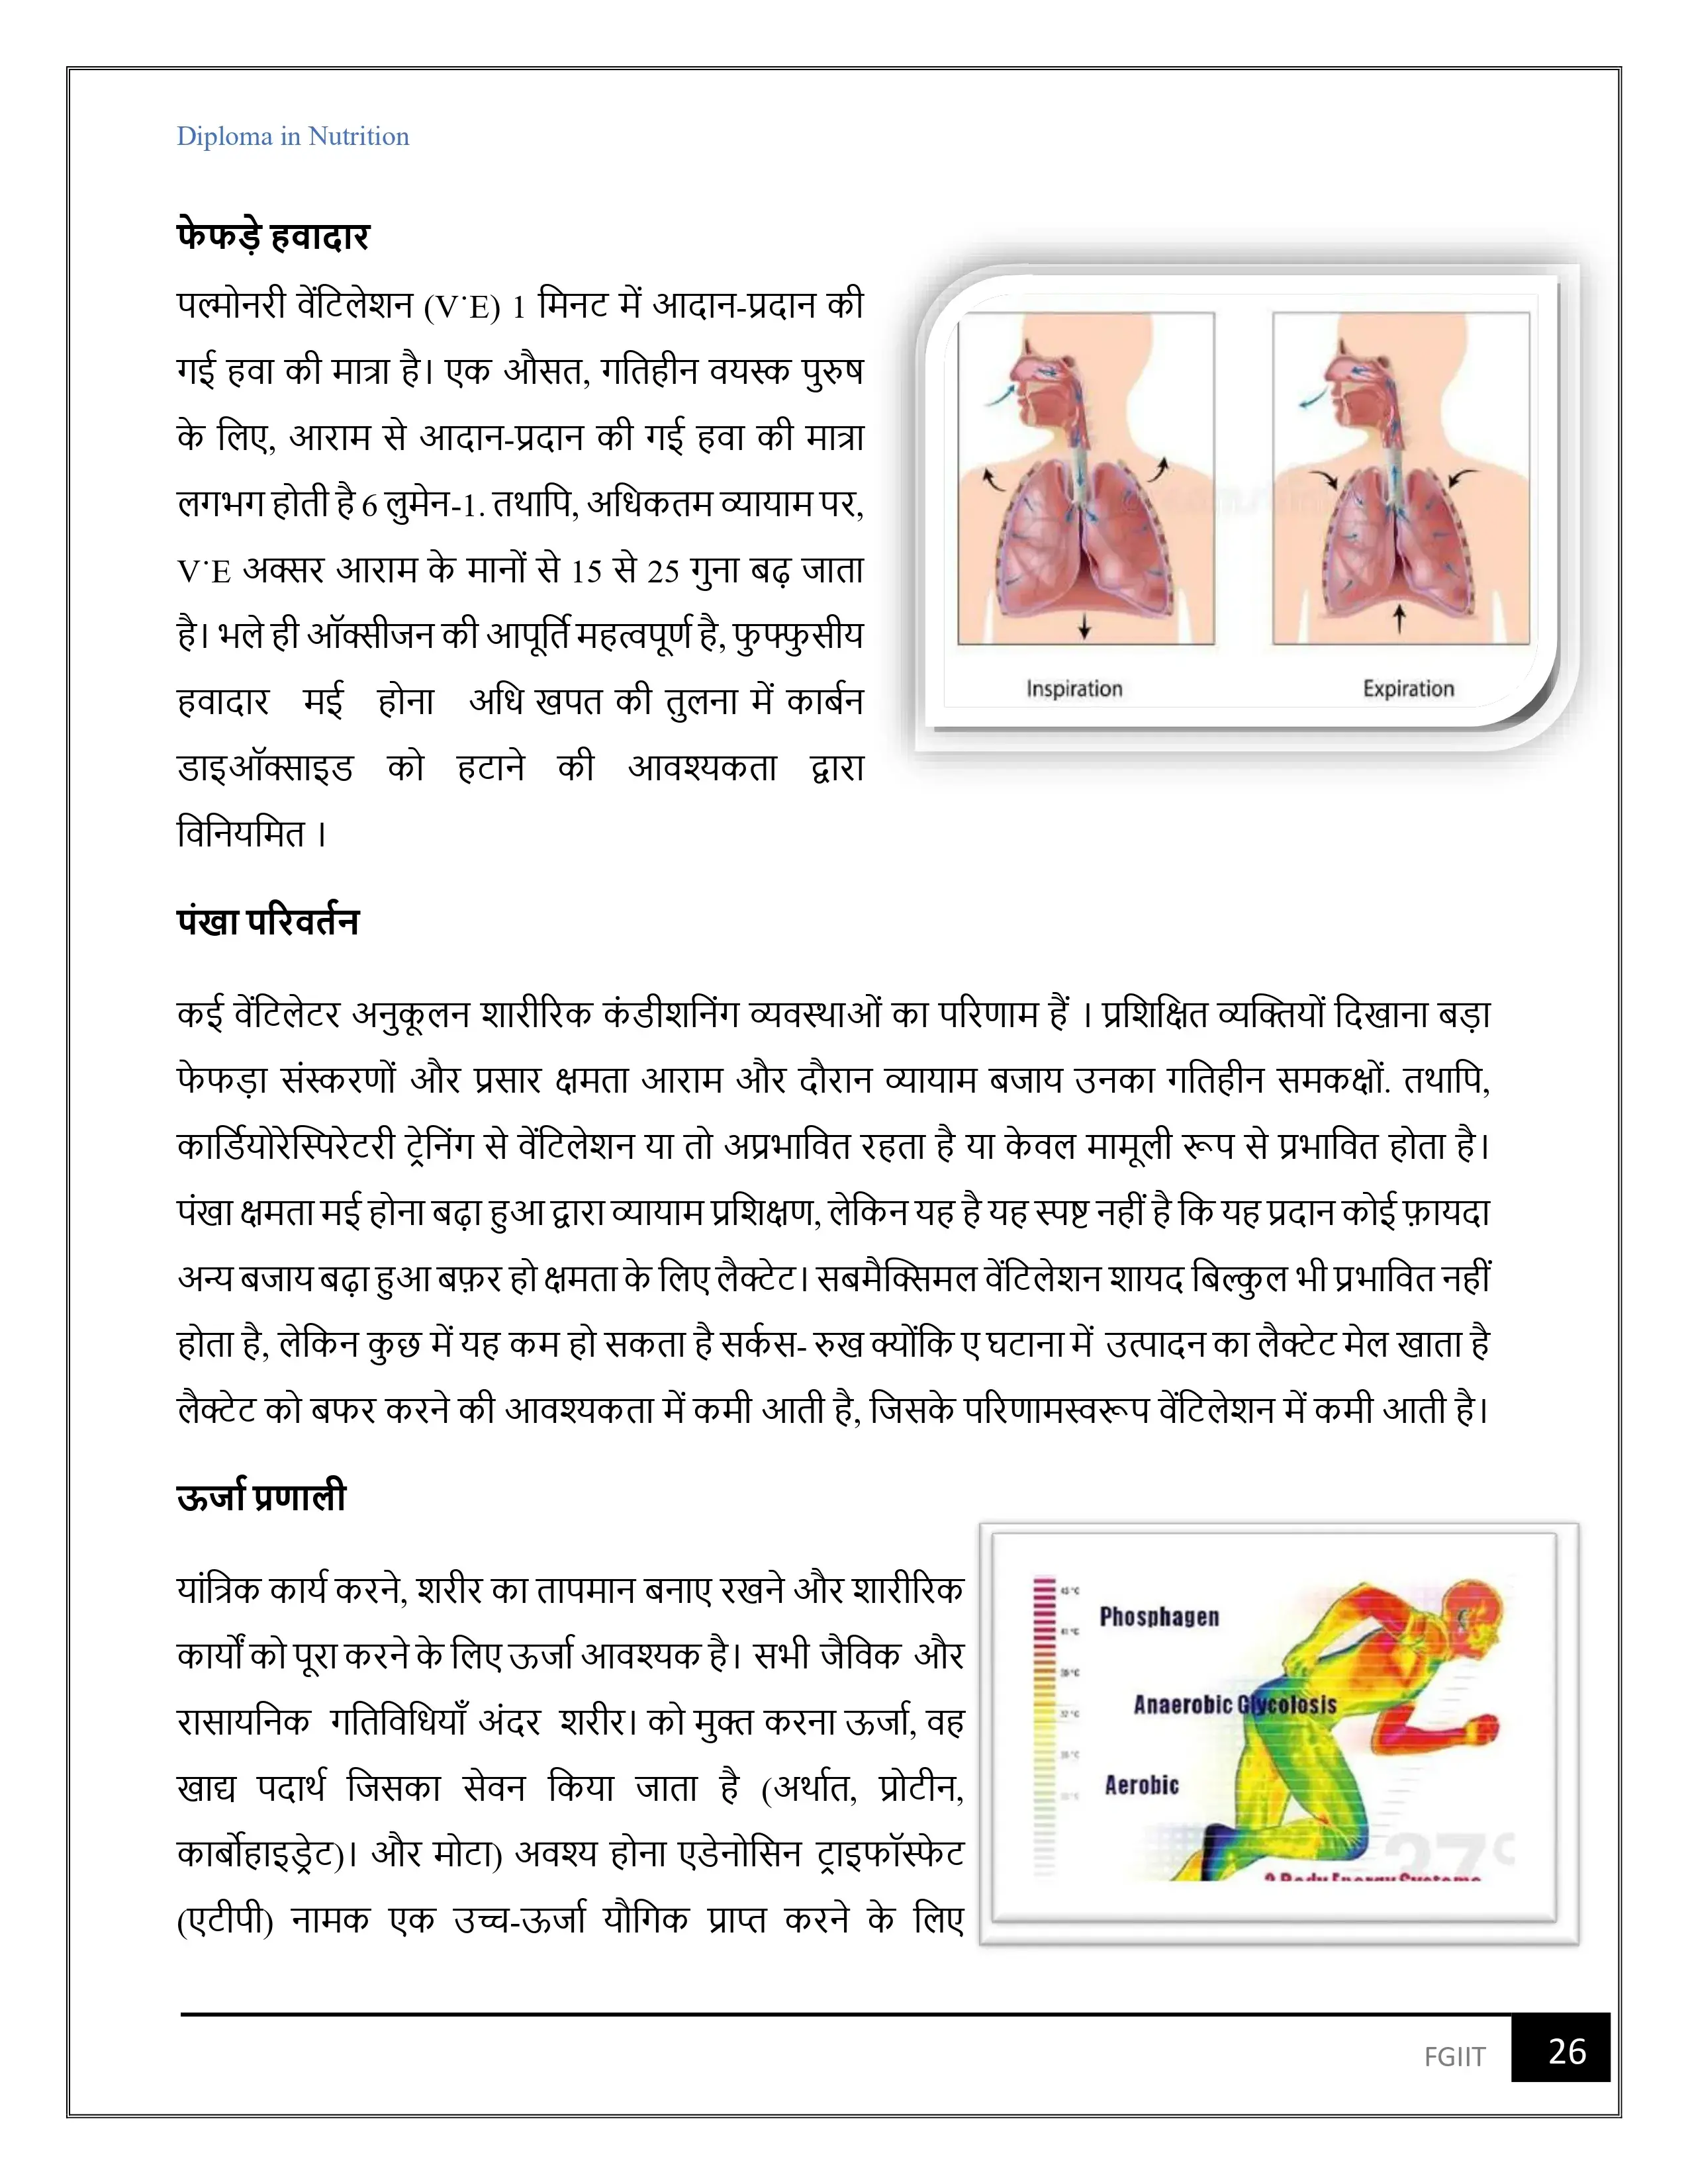 Diploma in Nutrition
फेफड़े हवादार
पल्मोनरी वेंटिलेशन (V˙E) 1 मिनट में आदान-प्रदान की
गई हवा की मात्रा है। एक औसत, गतिहीन वयस्क पुरुष
के लिए, आराम से आदान-प्रदान की गई हवा की मात्रा
लगभग होती है 6 लुमेन-1. तथापि, अधिकतम व्यायाम पर,
V˙E अक्सर आराम के मानों से 15 से 25 गुना बढ़ जाता
है। भले ही ऑक्सीजन की आपूर्ति महत्वपूर्ण है, फुफ्फुसीय
हवादार मई होना अधि खपत की तुलना में कार्बन
डाइऑक्साइड को हटाने की आवश्यकता द्वारा
विनियमित ।
Inspiration
Expiration
पंखा परिवर्तन
कई वेंटिलेटर अनुकूलन शारीरिक कंडीशनिंग व्यवस्थाओं का परिणाम हैं । प्रशिक्षित व्यक्तियों दिखाना बड़ा
फेफड़ा संस्करणों और प्रसार क्षमता आराम और दौरान व्यायाम बजाय उनका गतिहीन समकक्षों. तथापि,
कार्डियोरेस्पिरेटरी ट्रेनिंग से वेंटिलेशन या तो अप्रभावित रहता है या केवल मामूली रूप से प्रभावित होता है।
पंखा क्षमता मई होना बढ़ा हुआ द्वारा व्यायाम प्रशिक्षण, लेकिन यह है यह स्पष्ट नहीं है कि यह प्रदान कोई फ़ायदा
अन्य बजाय बढ़ा हुआ बफ़र हो क्षमता के लिए लैक्टेट। सबमैक्सिमल वेंटिलेशन शायद बिल्कुल भी प्रभावित नहीं
होता है, लेकिन कुछ में यह कम हो सकता है सर्कस- रुख क्योंकि ए घटाना में उत्पादन का लैक्टेट मेल खाता है
लैक्टेट को बफर करने की आवश्यकता में कमी आती है, जिसके परिणामस्वरूप वेंटिलेशन में कमी आती है।
ऊर्जा प्रणाली
यांत्रिक कार्य करने, शरीर का तापमान बनाए रखने और शारीरिक
कार्यों को पूरा करने के लिए ऊर्जा आवश्यक है। सभी जैविक और
रासायनिक गतिविधियाँ अंदर शरीर। को मुक्त करना ऊर्जा, वह
खाद्य पदार्थ जिसका सेवन किया जाता है (अर्थात, प्रोटीन,
कार्बोहाइड्रेट)। और मोटा) अवश्य होना एडेनोसिन ट्राइफॉस्फेट
(एटीपी) नामक एक उच्च-ऊर्जा यौगिक प्राप्त करने के लिए
Phosphagen
Anaerobic Glycolosis
Aerobic
37°
FGIIT
26